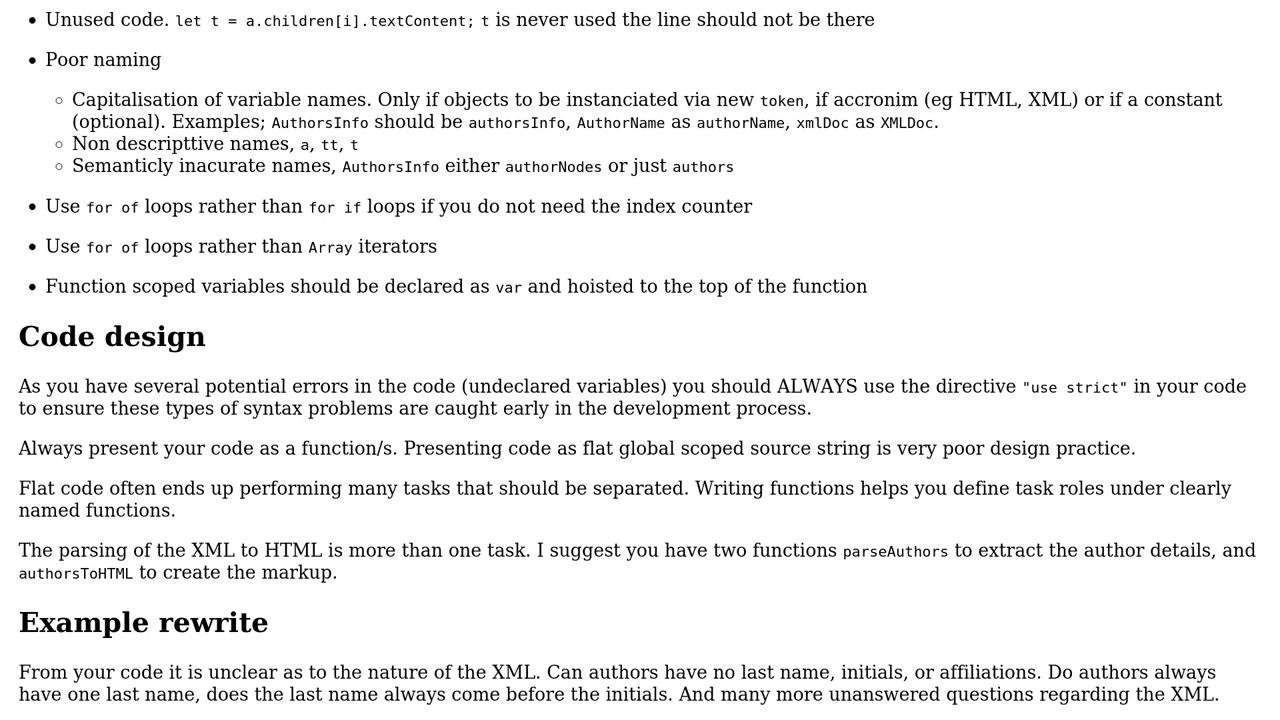 Unused code. let t = a.children[i].textContent; t is never used the line should not be there
Poor naming
Capitalisation of variable names. Only if objects to be instanciated via new token, if accronim (eg HTML, XML) or if a constant
(optional). Examples; AuthorsInfo should be authorsInfo, AuthorName as authorName, xmlDoc as XMLDoc.
Non descripttive names, a, tt, t
Semanticly inacurate names, AuthorsInfo either authorNodes or just authors
Use for of loops rather than for if loops if you do not need the index counter
Use for of loops rather than Array iterators
Function scoped variables should be declared as var and hoisted to the top of the function
Code design
As you have several potential errors in the code (undeclared variables) you should ALWAYS use the directive "use strict" in your code
to ensure these types of syntax problems are caught early in the development process.
Always present your code as a function/s. Presenting code as flat global scoped source string is very poor design practice.
Flat code often ends up performing many tasks that should be separated. Writing functions helps you define task roles under clearly
named functions.
The parsing of the XML to HTML is more than one task. I suggest you have two functions parseAuthors to extract the author details, and
authorsToHTML to create the markup.
Example rewrite
From your code it is unclear as to the nature of the XML. Can authors have no last name, initials, or affiliations. Do authors always
have one last name, does the last name always come before the initials. And many more unanswered questions regarding the XML.